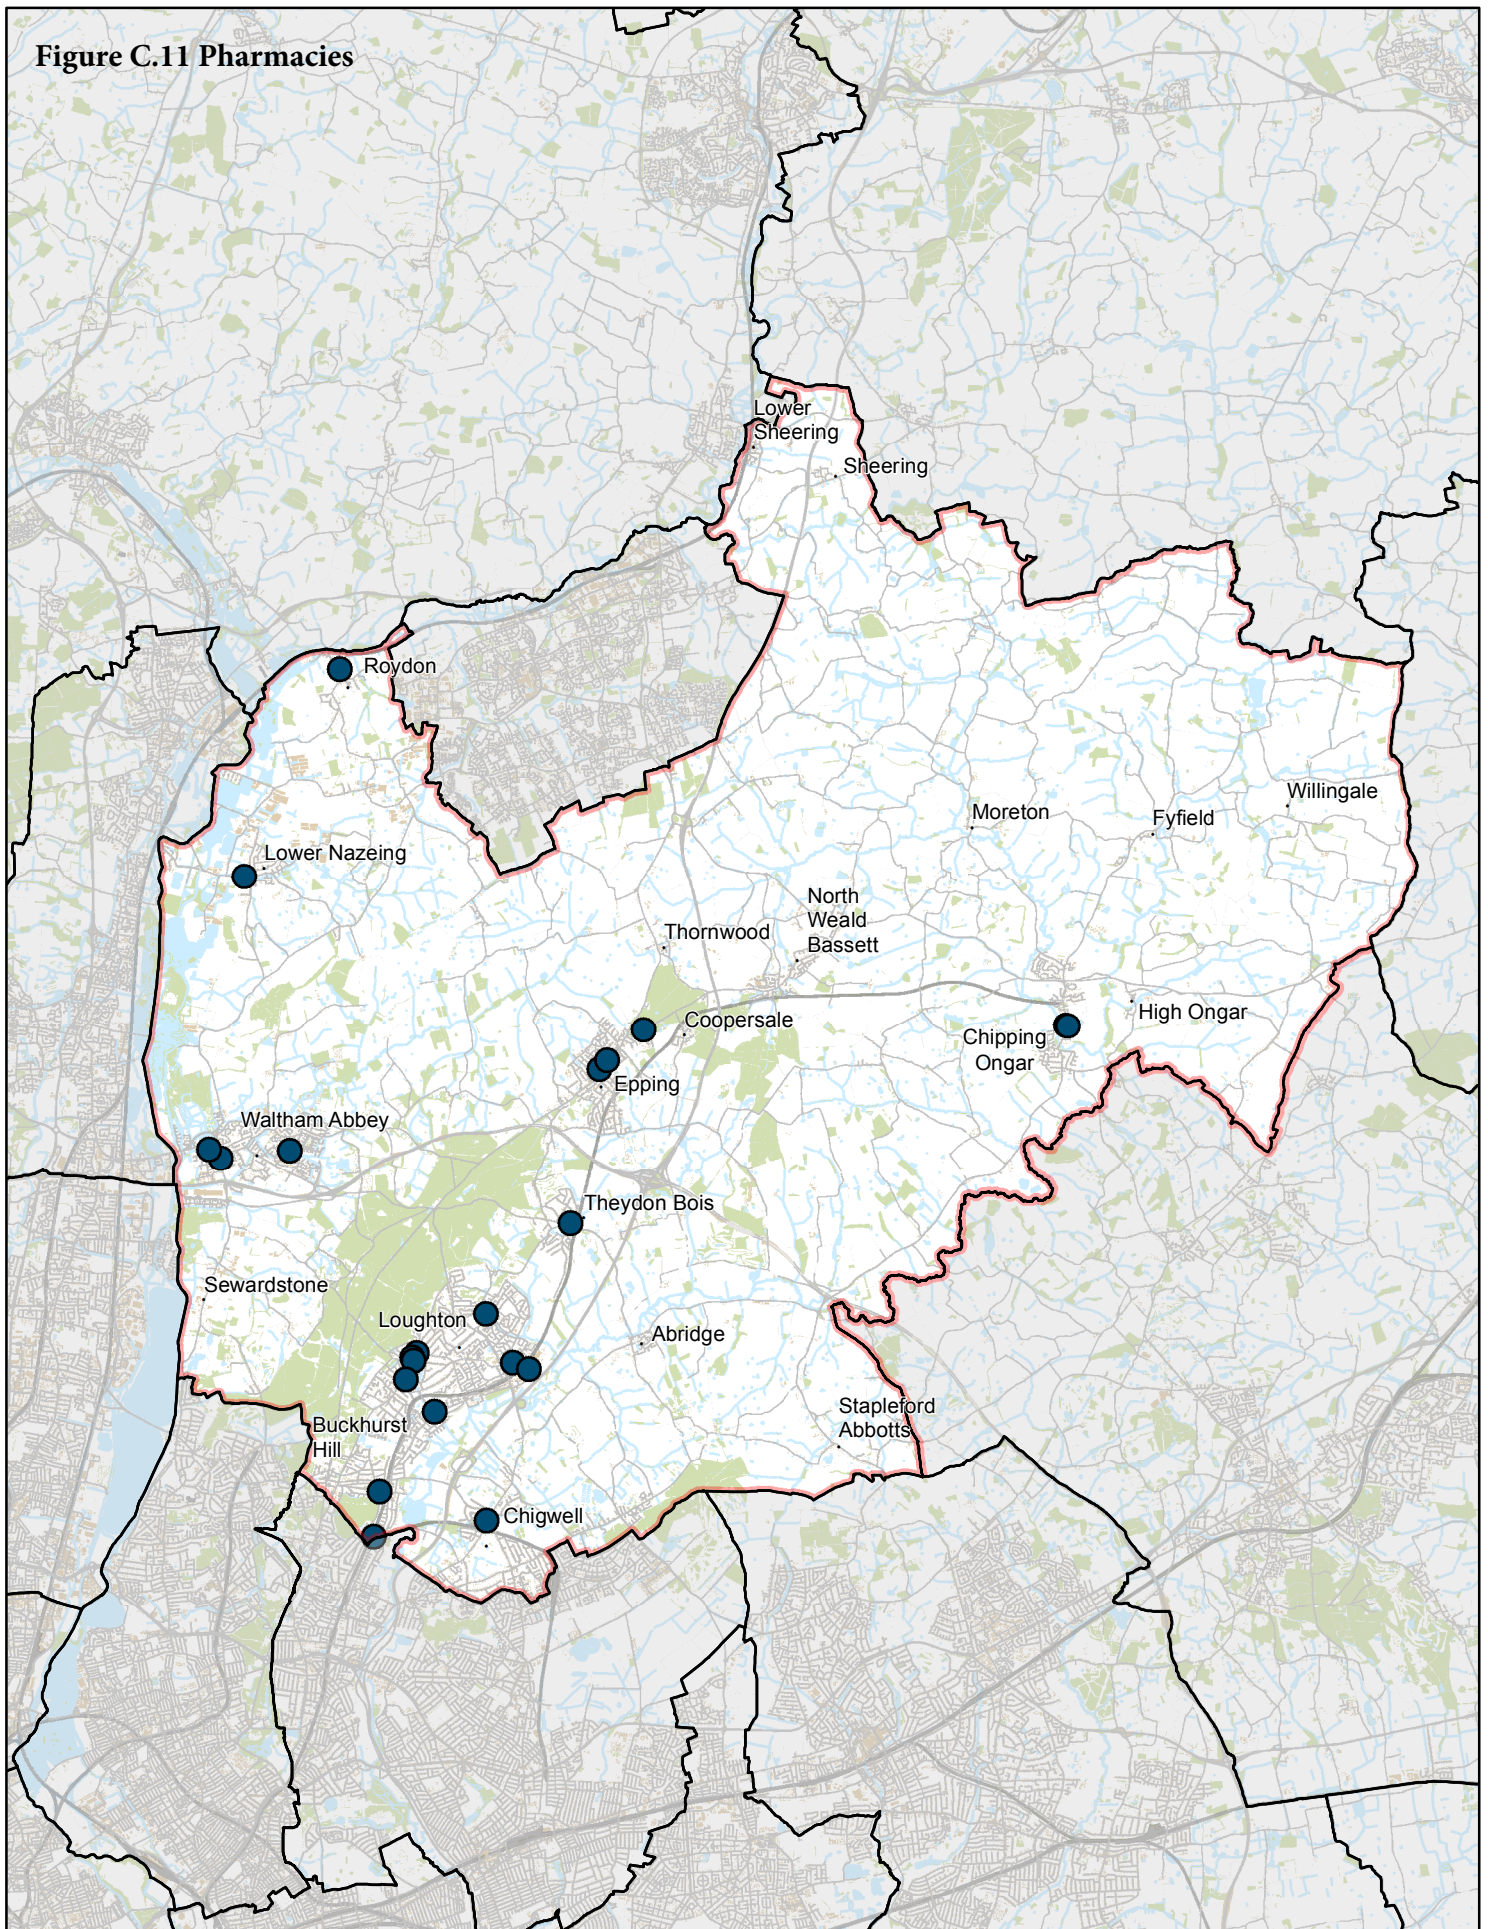 Figure C.11 Pharmacies
Lower
Sheering
Sheering
Roydon
Willingale
Moreton
Fyfield
Lower Nazeing
North
Weald
Bassett
Thornwood
High Ongar
Coopersale
Chipping
Ongar
Epping
Waltham Abbey
Theydon Bois
Sewardstone
Loughton
Abridge
Stapleford
Abbotts
Buckhurst
Hill
Chigwell